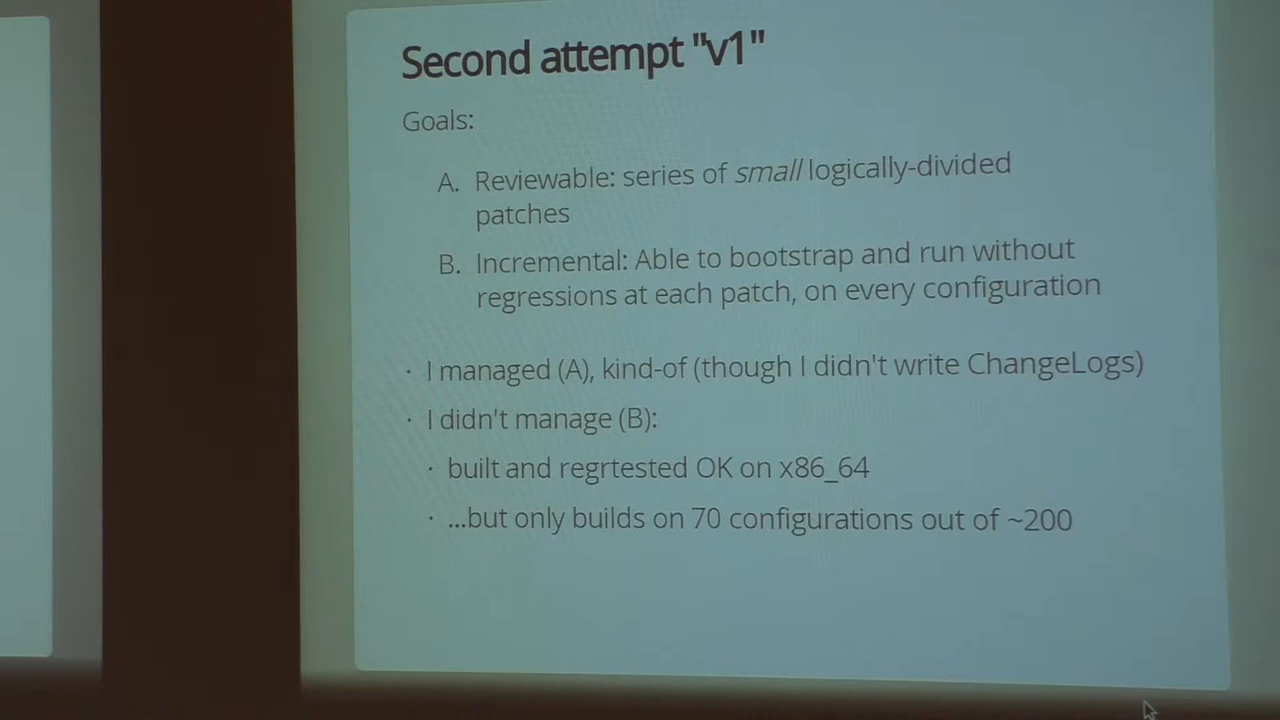 Second attempt "v1"
Goals:
A. Reviewable: series of small logically-divided
patches
B. Incremental: Able to bootstrap and run without
regressions at each patch, on every configuration
· I managed (A), kind-of (though I didn't write ChangeLogs)
· I didn't manage (B):
· built and regrtested OK on x86_64
· ...but only builds on 70 configurations out of ~200